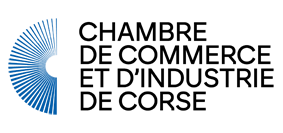 CHAMBRE
DE COMMERCE
ET D'INDUSTRIE
DE CORSE